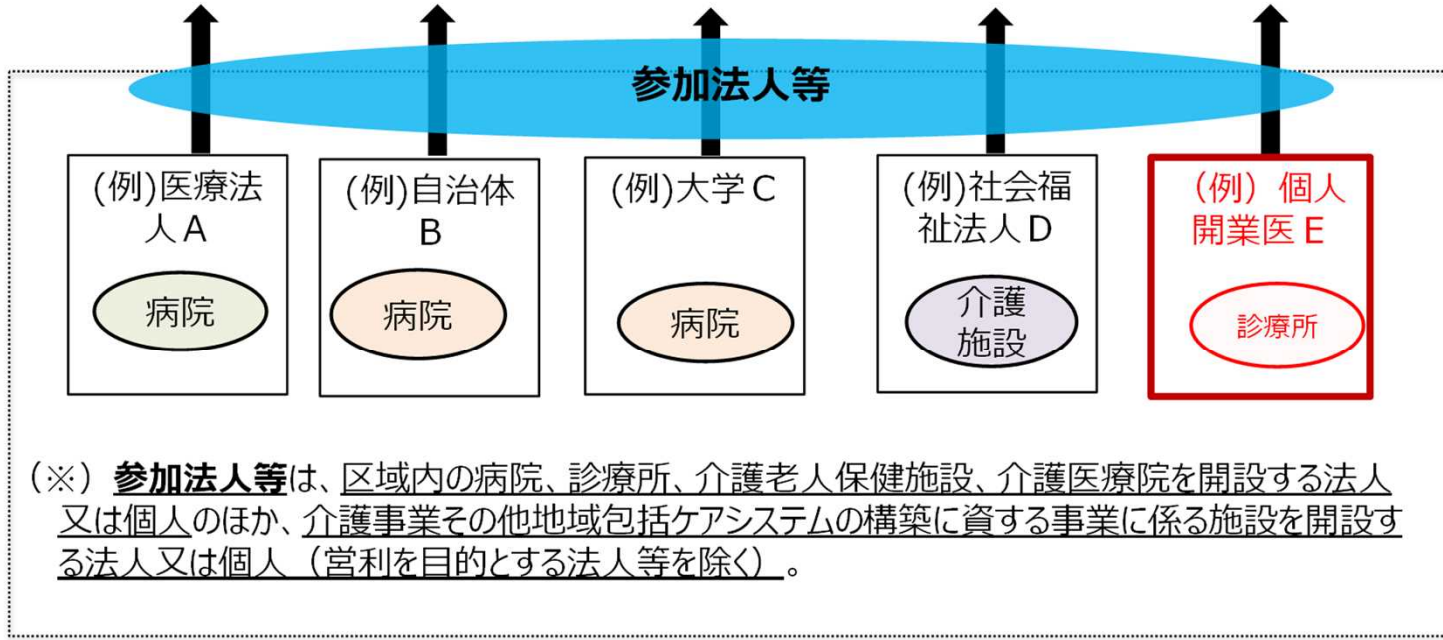 参加法人等
(例)医療法
人A
病院
(例)自治体
B
病院
(例)大学C
病院
(例)社会福
祉法人D
介護
施設
(例) 個人
開業医E
診療所
(※) 参加法人等は、区域内の病院、診療所、介護老人保健施設、介護医療院を開設する法人
又は個人のほか、介護事業その他地域包括ケアシステムの構築に資する事業に係る施設を開設す
る法人又は個人（営利を目的とする法人等を除く）。